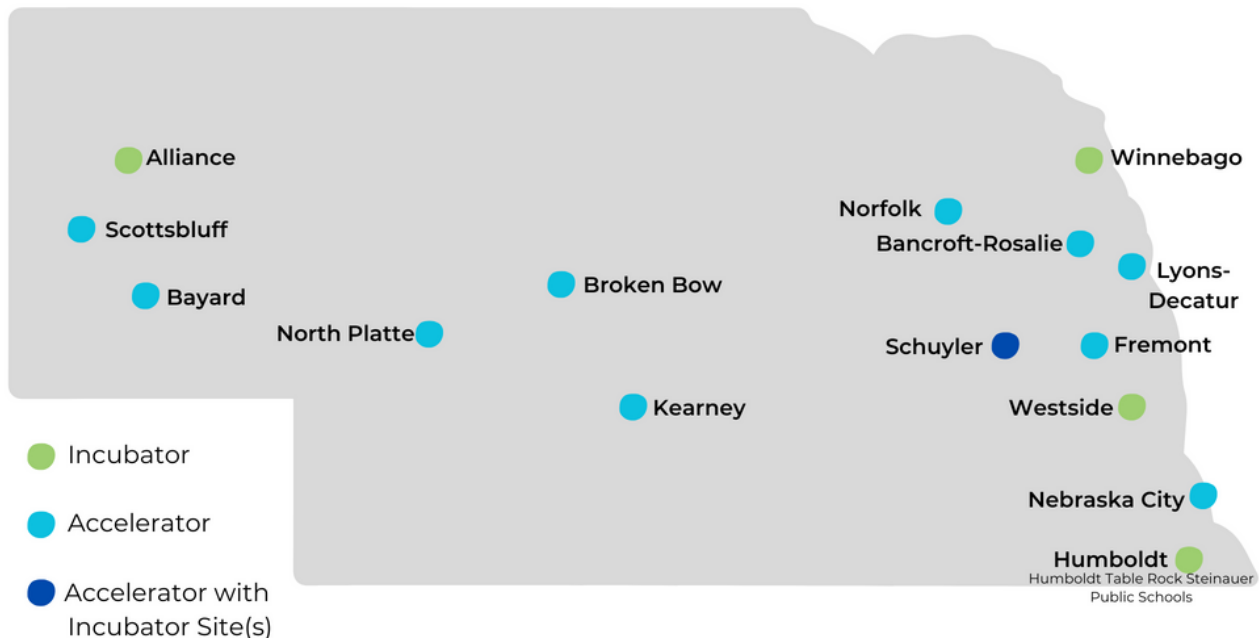 Alliance
Winnebago
Scottsbluff
Norfolk
Bancroft-Rosalie
Lyons-
Decatur
Bayard
Broken Bow
North Platte
Schuyler
Fremont
Kearney
Westside
Incubator
Nebraska City
Accelerator
Humboldt
Humboldt Table Rock Steinauer
Public Schools
Accelerator with
Incubator Site(s)